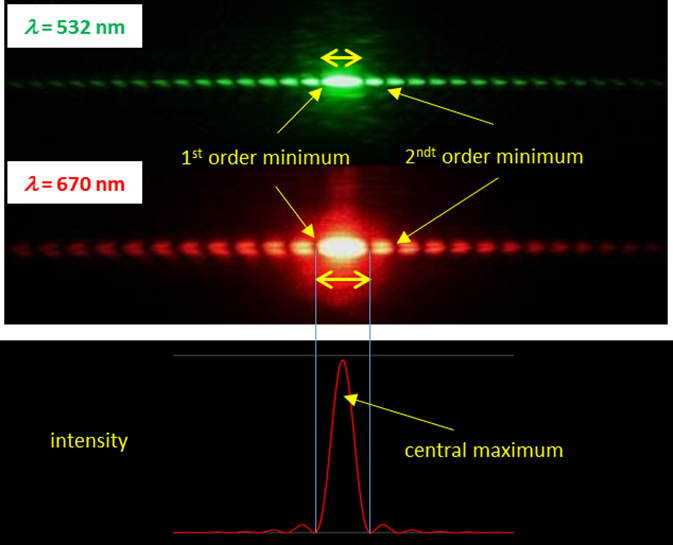 λ = 532 nm
1st order minimum
2ndt order minimum
λ = 670 nm
intensity
central maximum